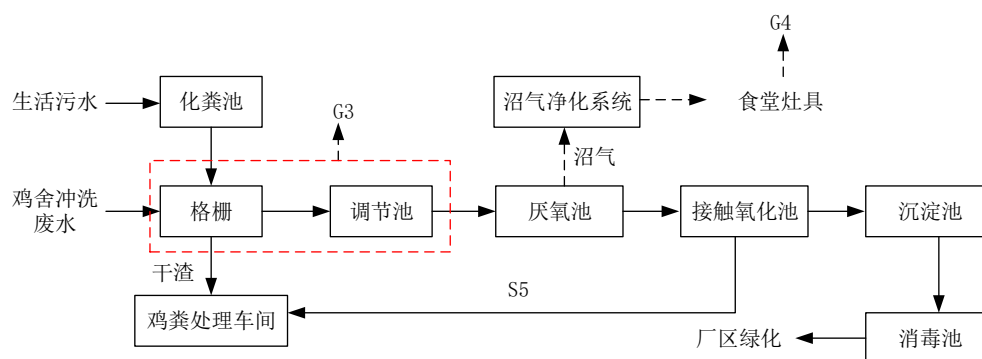 G4
生活污水
化粪池
沼气净化系统
食堂灶具
G3
沼气
鸡舍冲洗
废水
格栅
调节池
厌氧池
接触氧化池
沉淀池
干渣
S5
鸡粪处理车间
厂区绿化
消毒池